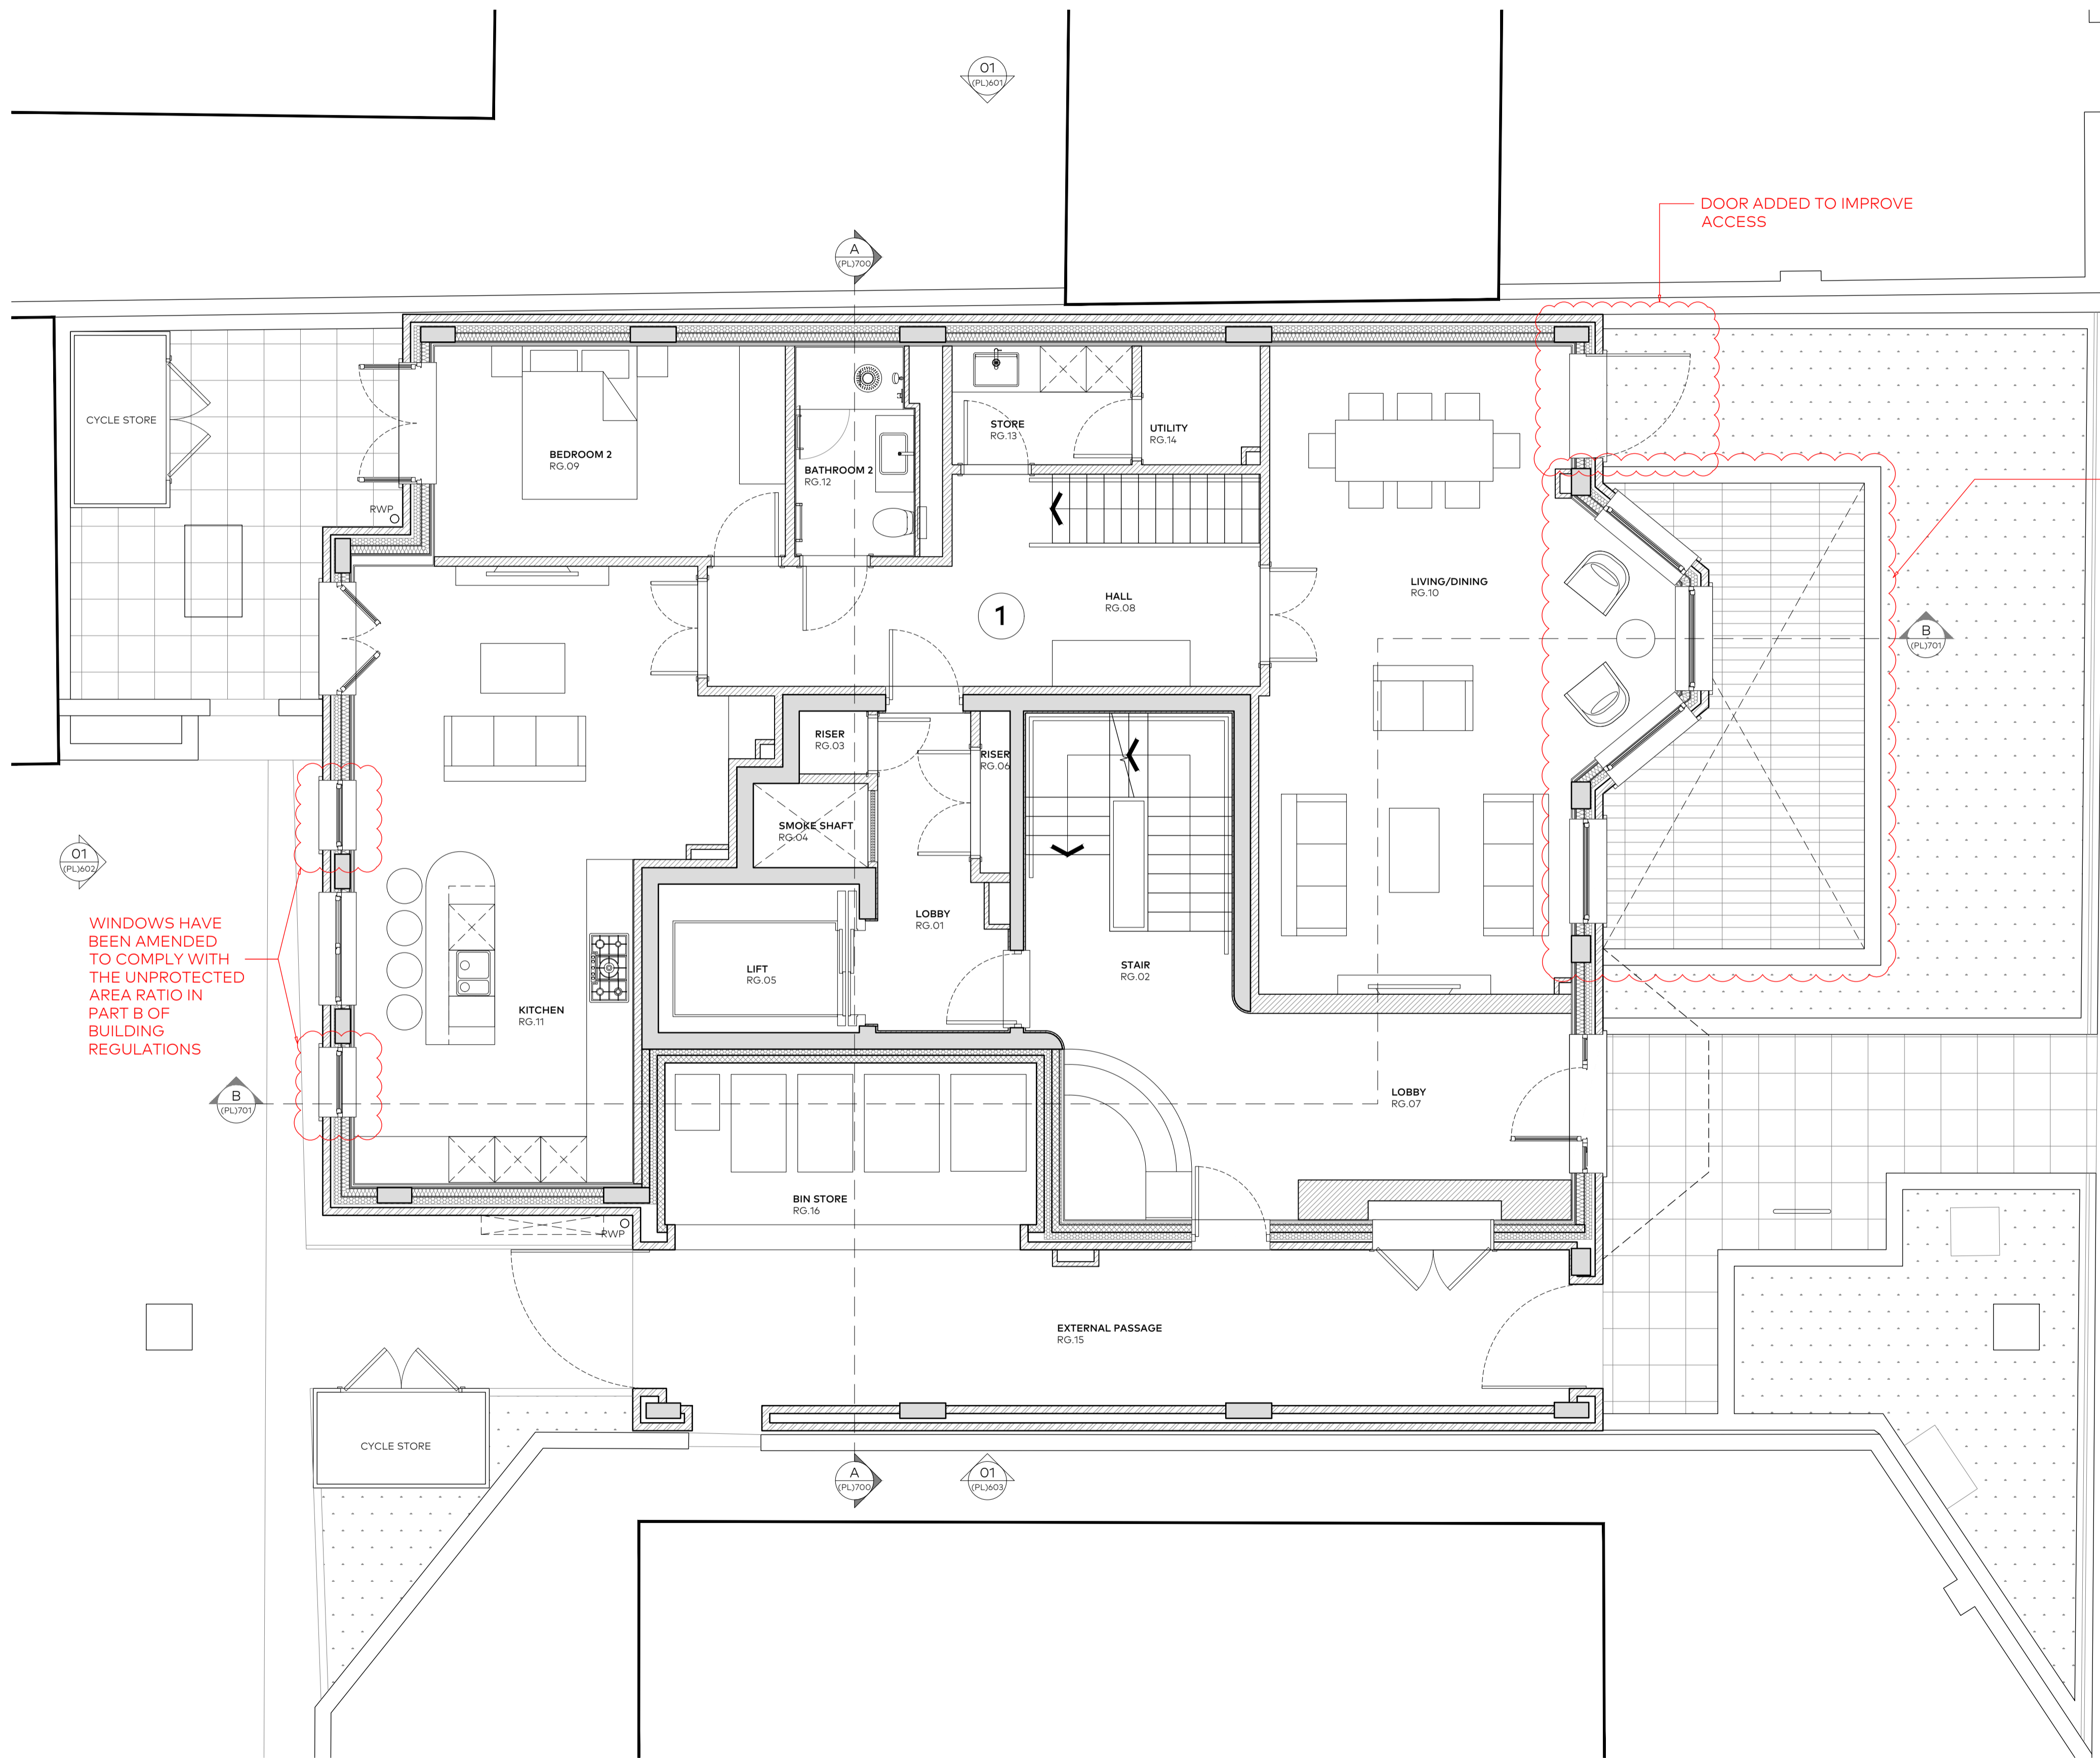 01
(PL)601
DOOR ADDED TO IMPROVE
ACCESS
A
(PL)700
CYCLE STORE
RWP
BEDROOM 2
RG.09
BATHROOM 2
RG.12
STORE
RG.13
UTILITY
RG.14
HALL
RG.08
1
LIVING/DINING
RG.10
B
(PL)701
RISER
RG.03
RISER
RG.06
SMOKE SHAFT
RG.04
01
(PL)602
WINDOWS HAVE
BEEN AMENDED
TO COMPLY WITH
THE UNPROTECTED
AREA RATIO IN
PART B OF
BUILDING
REGULATIONS
LOBBY
RG.01
LIFT
RG.05
STAIR
RG.02
KITCHEN
RG.11
B
(PL)701
LOBBY
RG.07
BIN STORE
RG.16
RWP
EXTERNAL PASSAGE
RG.15
CYCLE STORE
A
(PL)700
01
(PL)603